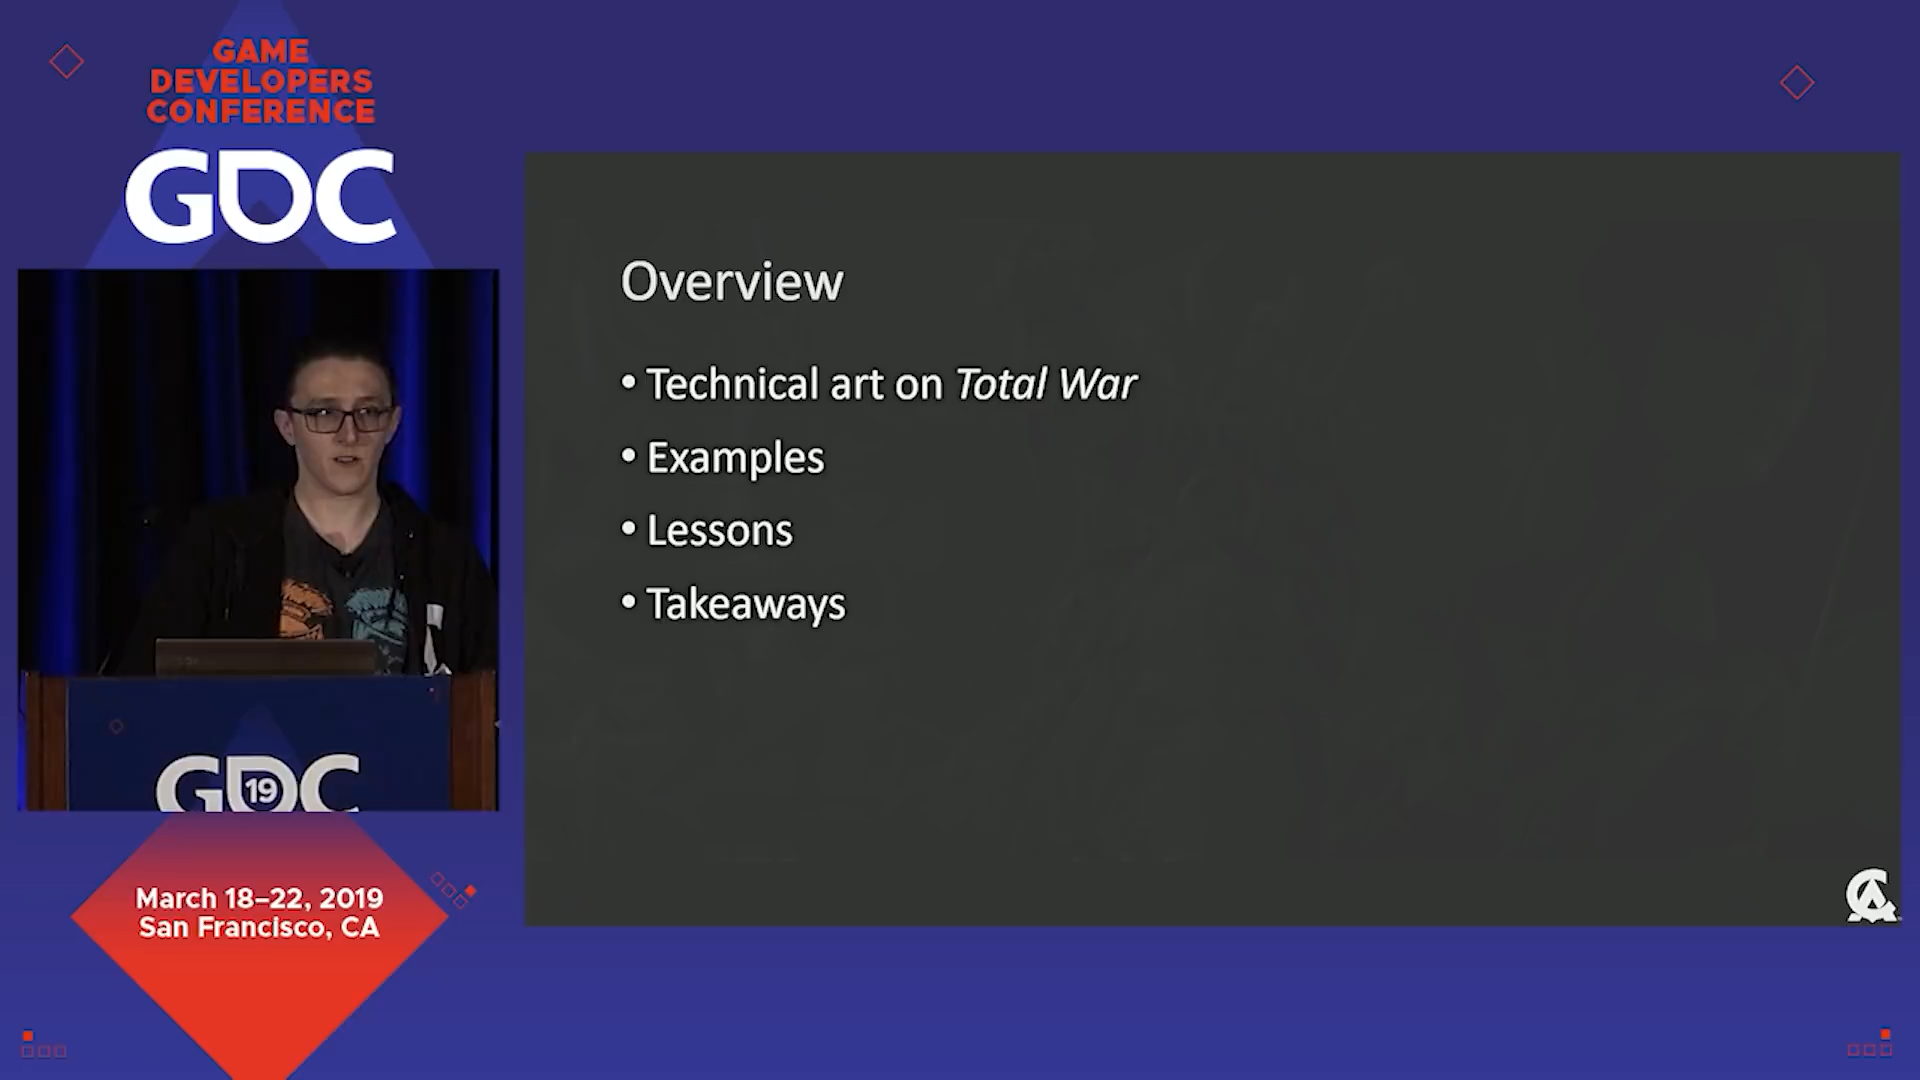 GAME
DEVELOPERS
CONFERENCE
GDC
GDC
19
March 18–22, 2019
San Francisco, CA
Overview
• Technical art on Total War
• Examples
• Lessons
• Takeaways
CA